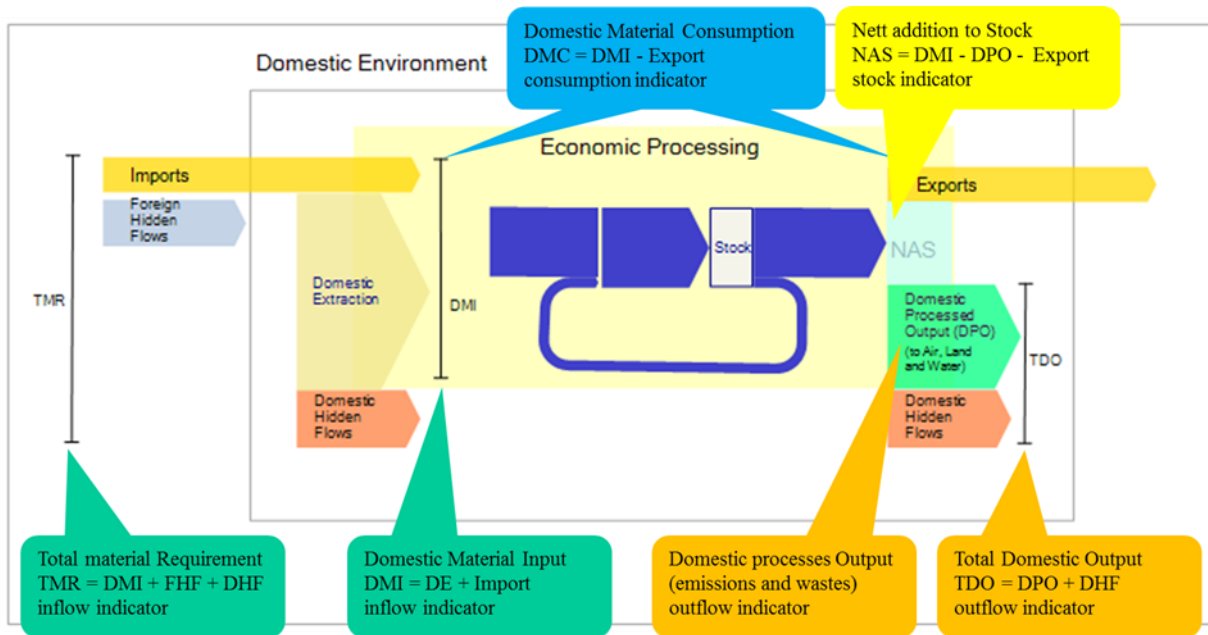 Domestic Material Consumption
DMC = DMI - Export
consumption indicator
Nett addition to Stock
NAS = DMI - DPO - Export
stock indicator
Domestic Environment
Economic Processing
Imports
Exports
Foreign
Hidden
Flows
Stock
NAS
Domestic
Extraction
TMR
DMI
Domestic
Processed
Output (DPO)
(to Air, Land
and Water)
TDO
Domestic
Hidden
Flows
Domestic
Hidden
Flows
Total material Requirement
TMR = DMI + FHF + DHF
inflow indicator
Domestic Material Input
DMI = DE + Import
inflow indicator
Domestic processes Output
(emissions and wastes)
outflow indicator
Total Domestic Output
TDO = DPO + DHF
outflow indicator